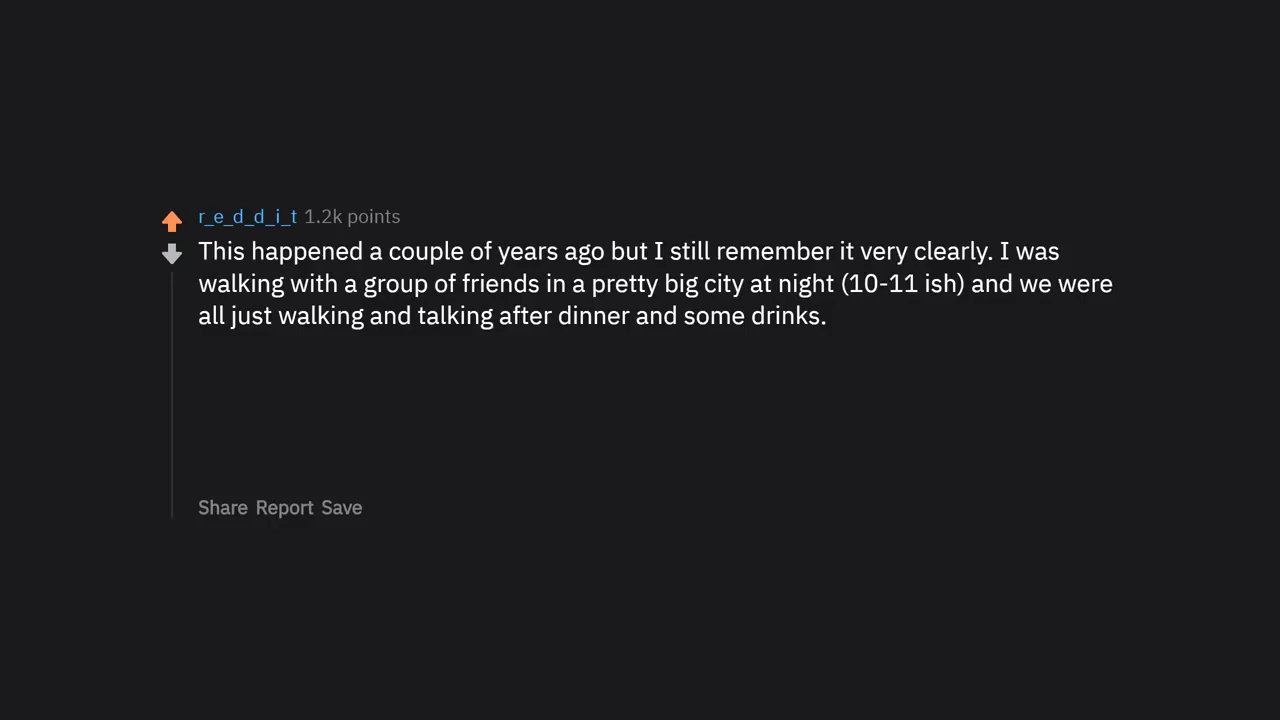 r_e_d_d_i_t 1.2k points
This happened a couple of years ago but I still remember it very clearly. I was
walking with a group of friends in a pretty big city at night (10-11 ish) and we were
all just walking and talking after dinner and some drinks.
Share Report Save